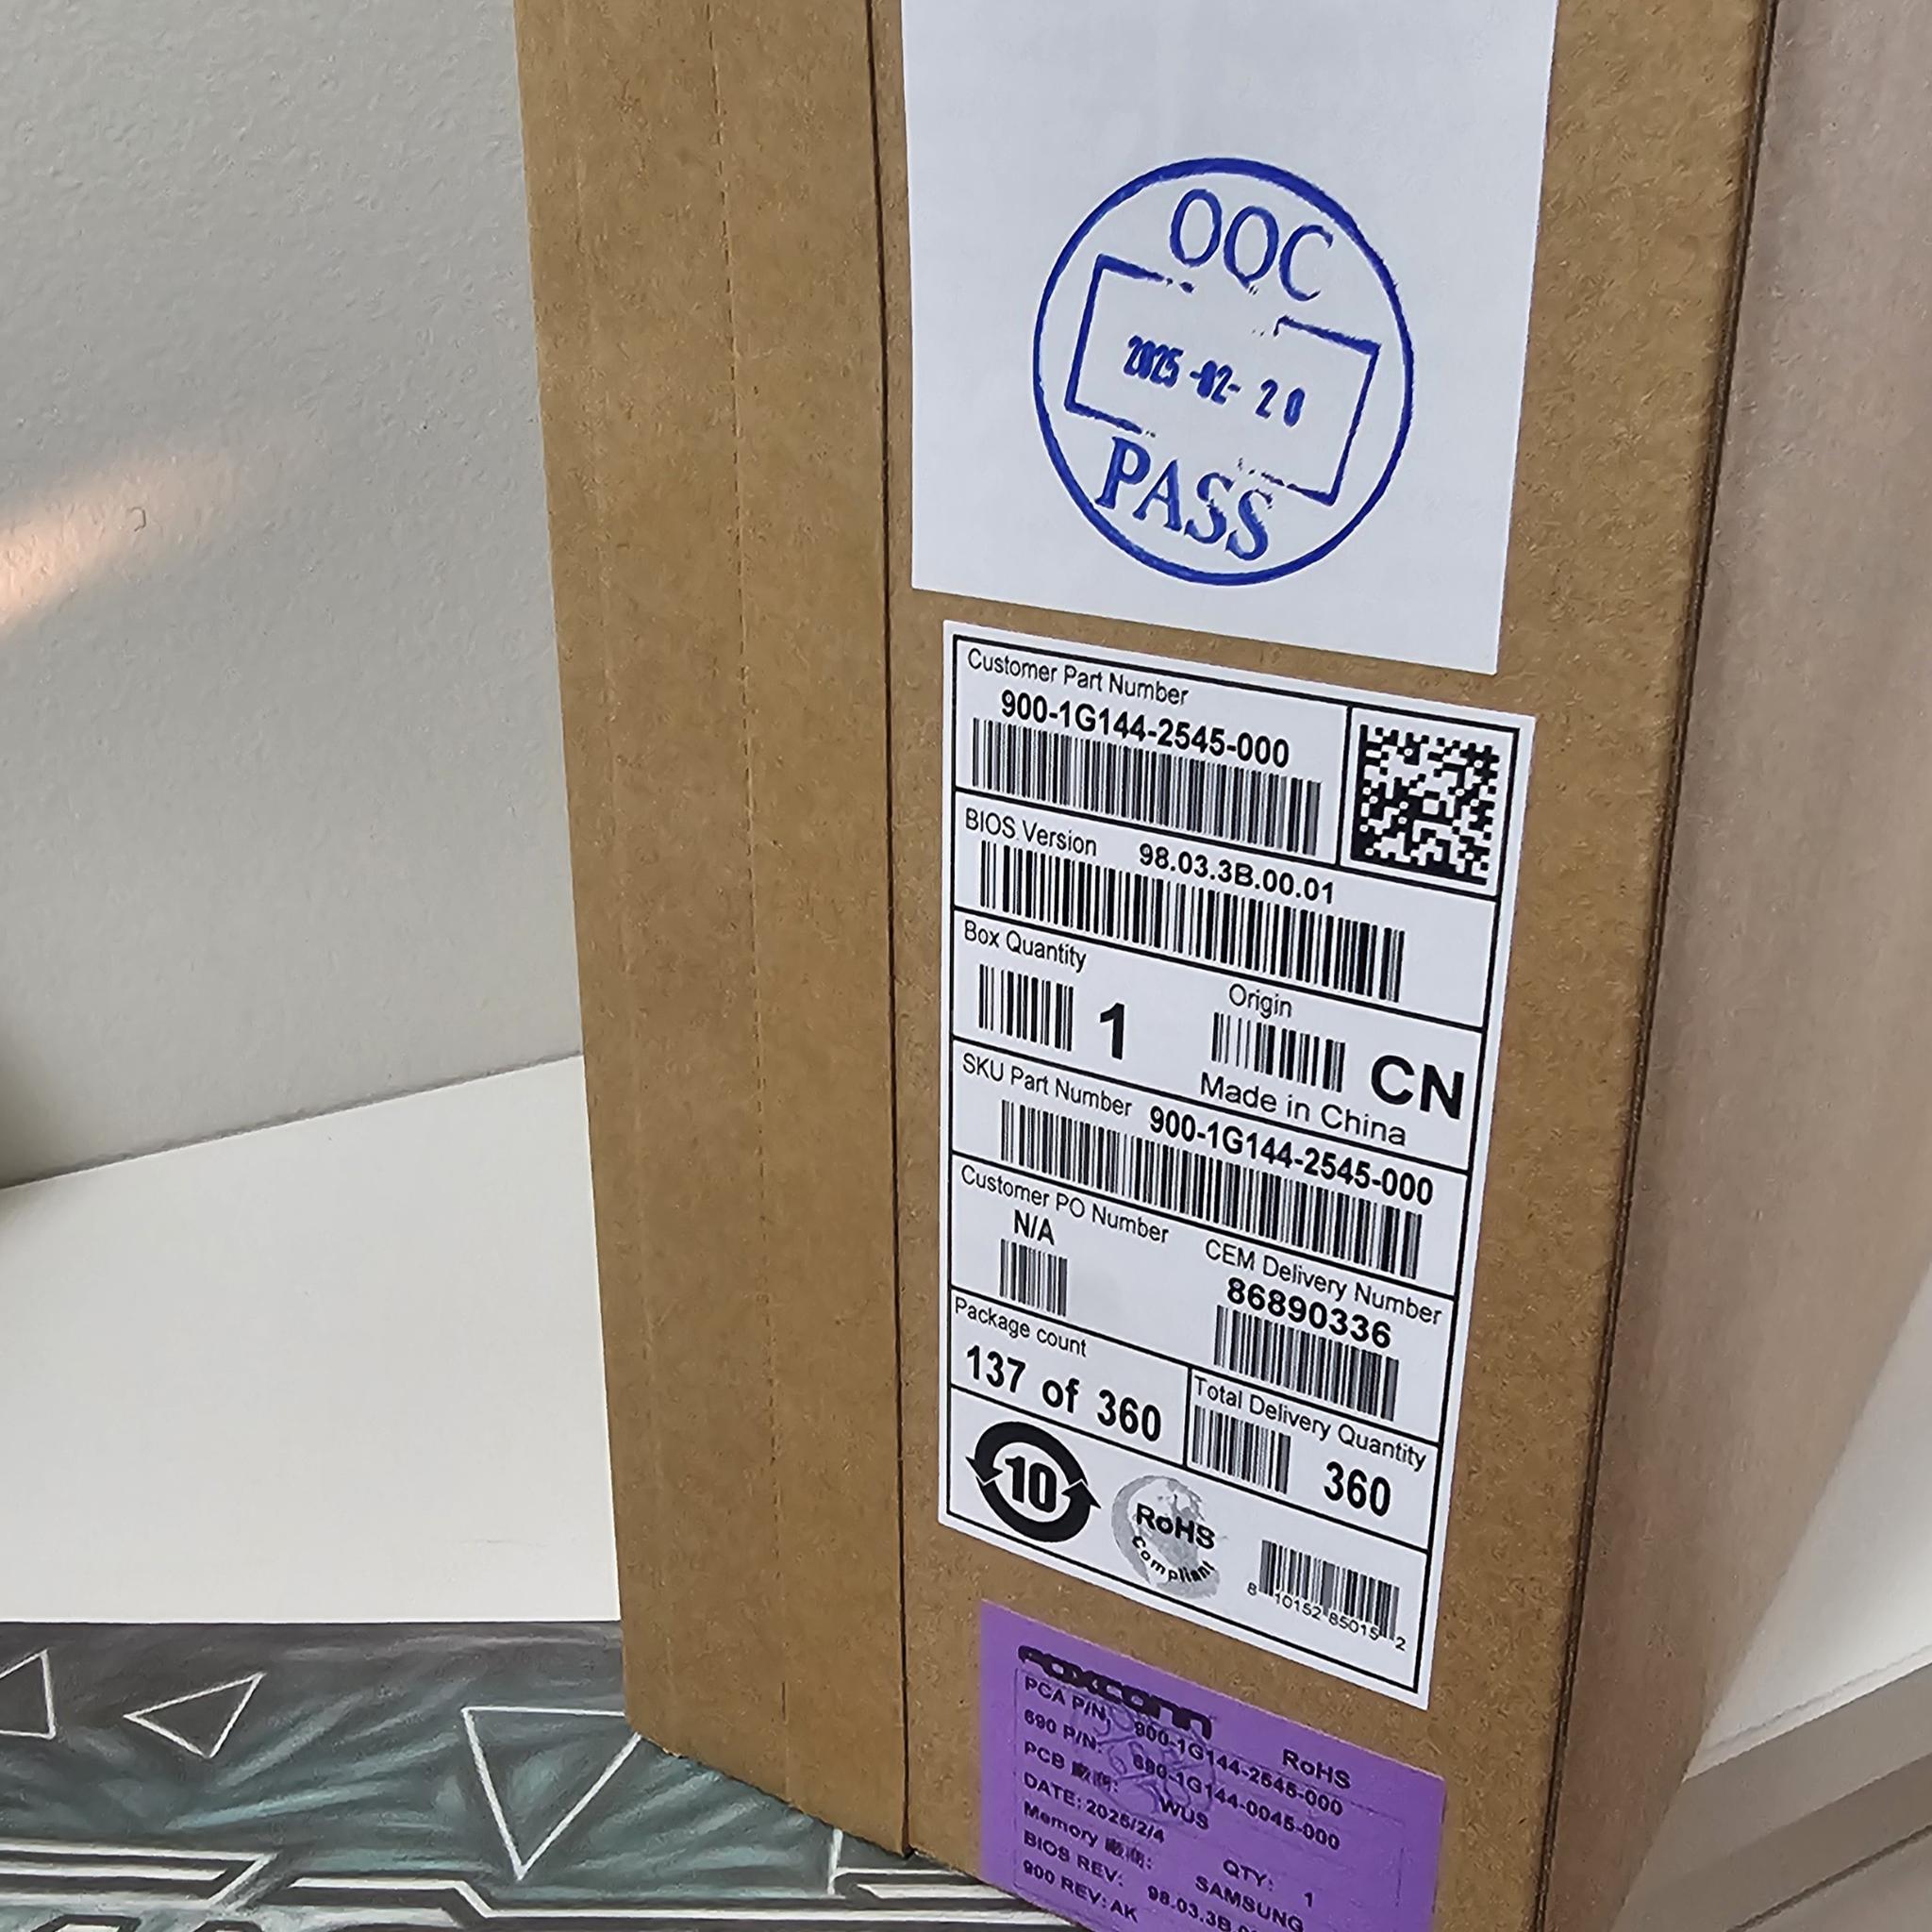 OQC
2025-02-20
PASS
Customer Part Number
900-1G144-2545-000
BIOS Version 98.03.3B.00.01
Box Quantity
1
Origin
CN
Made in China
SKU Part Number 900-1G144-2545-000
Customer PO Number
N/A
CEM Delivery Number
86890336
Package count
137 of 360
Total Delivery Quantity
360
10
RoHS
Compliant
8 10152 85015 2
FOXCONN
RoHS
PCA P/N: 900-1G144-2545-000
690 P/N: 690-1G144-0045-000
PCB 廠商: WUS
DATE: 2025/2/4
QTY: 1
Memory 廠商: SAMSUNG
BIOS REV: 98.03.3B
900 REV: AK